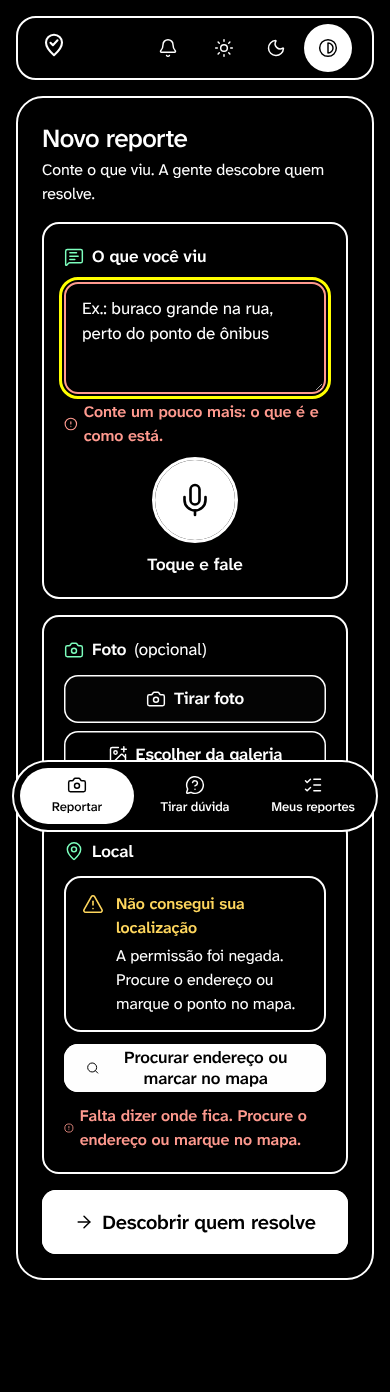 Novo reporte
Conte o que viu. A gente descobre quem
resolve.
O que você viu
Ex.: buraco grande na rua,
perto do ponto de ônibus
Conte um pouco mais: o que é e
como está.
Toque e fale
Foto (opcional)
Tirar foto
Escolher da galeria
Reportar
Tirar dúvida
Meus reportes
Local
Não consegui sua
localização
A permissão foi negada.
Procure o endereço ou
marque o ponto no mapa.
Procurar endereço ou
marcar no mapa
Falta dizer onde fica. Procure o
endereço ou marque no mapa.
Descobrir quem resolve